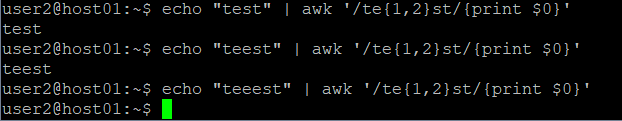 user2@host01:~$ echo "test" | awk '/te{1,2}st/{print $0}'
test
user2@host01:~$ echo "teest" | awk '/te{1,2}st/{print $0}'
teest
user2@host01:~$ echo "teeest" | awk '/te{1,2}st/{print $0}'
user2@host01:~$